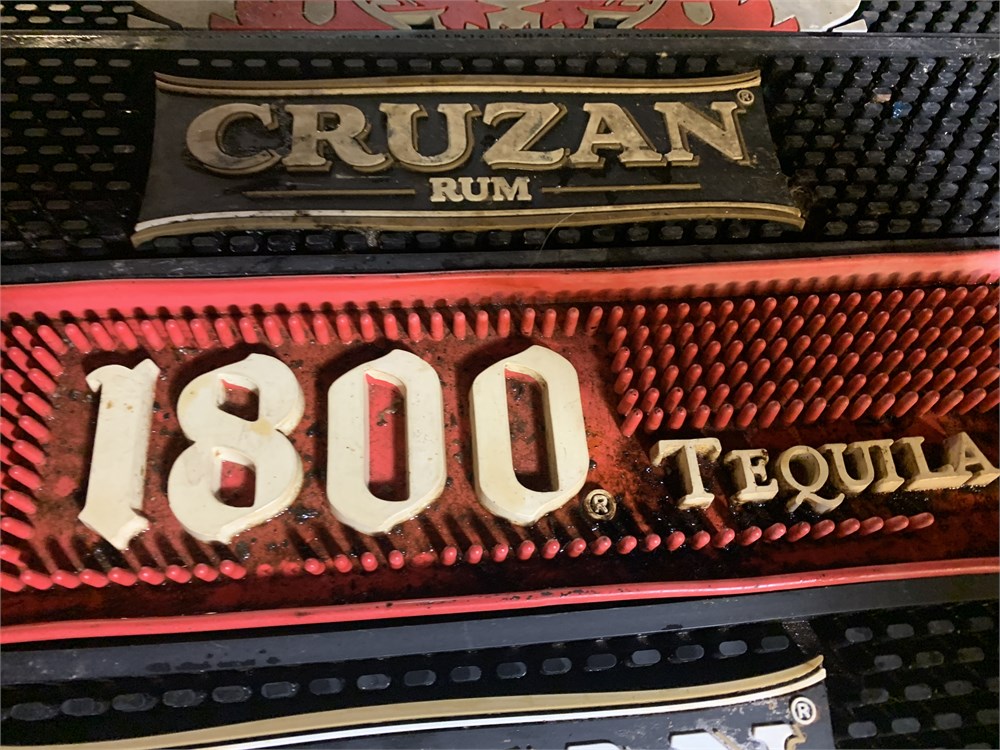 CRUZAN®
RUM
1800® TEQUILA
®